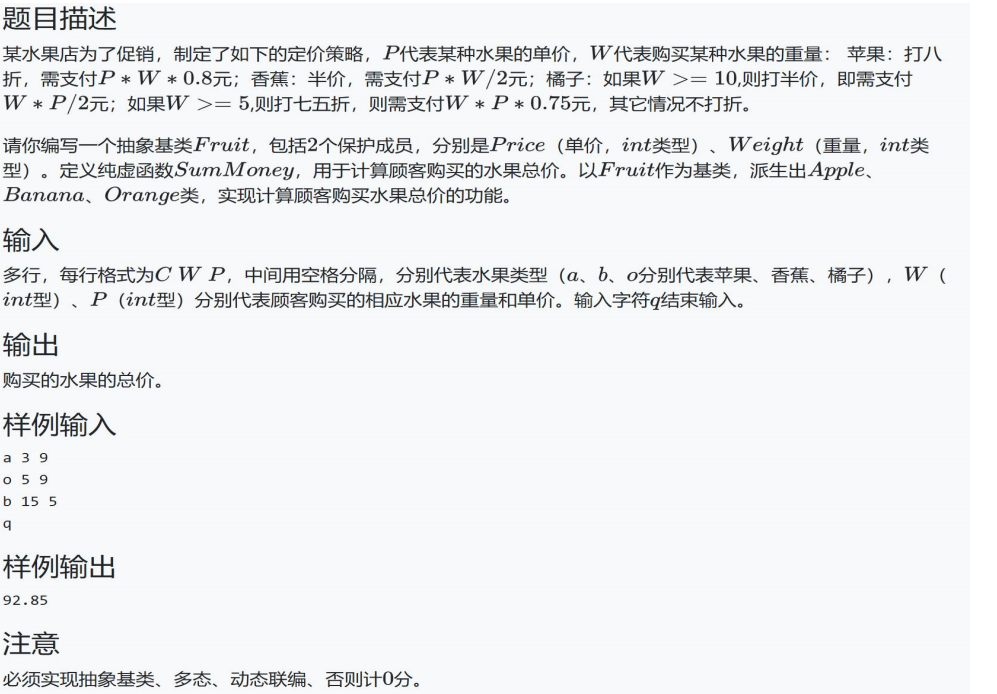 题目描述
某水果店为了促销，制定了如下的定价策略，P代表某种水果的单价，W代表购买某种水果的重量： 苹果：打八
折，需支付P * W * 0.8元；香蕉：半价，需支付P * W/2元；橘子：如果W >= 10,则打半价，即需支付
W * P/2元；如果W >= 5,则打七五折，则需支付W * P * 0.75元，其它情况不打折。
请你编写一个抽象基类Fruit，包括2个保护成员，分别是Price（单价，int类型）、Weight（重量，int类
型）。定义纯虚函数SumMoney，用于计算顾客购买的水果总价。以Fruit作为基类，派生出Apple、
Banana、Orange类，实现计算顾客购买水果总价的功能。
输入
多行，每行格式为C W P，中间用空格分隔，分别代表水果类型（a、b、o分别代表苹果、香蕉、橘子），W（
int型）、P（int型）分别代表顾客购买的相应水果的重量和单价。输入字符q结束输入。
输出
购买的水果的总价。
样例输入
a 3 9
o 5 9
b 15 5
q
样例输出
92.85
注意
必须实现抽象基类、多态、动态联编、否则计0分。